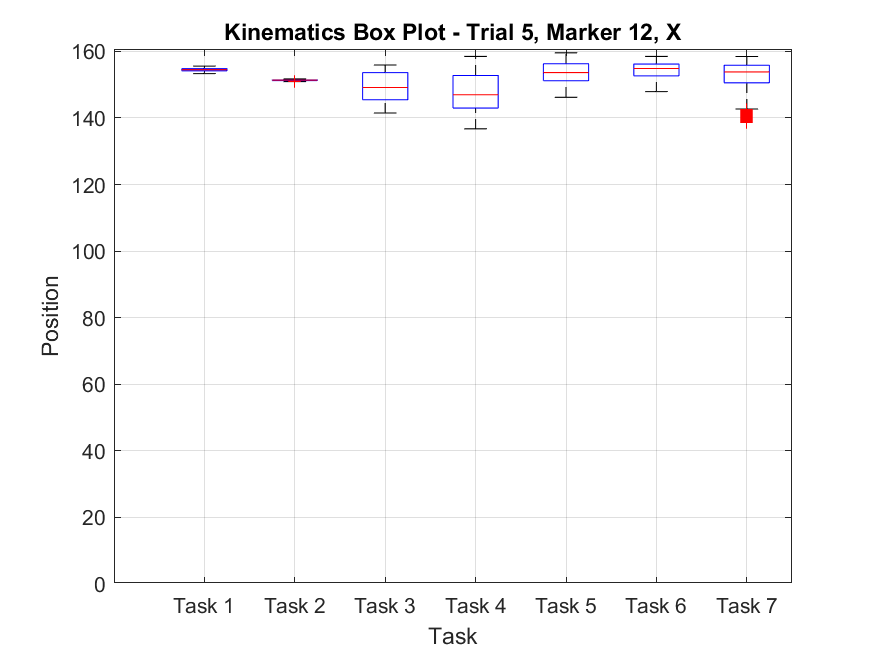 Kinematics Box Plot - Trial 5, Marker 12, X
160
140
120
100
80
60
40
20
0
Position
Task 1 Task 2 Task 3 Task 4 Task 5 Task 6 Task 7
Task